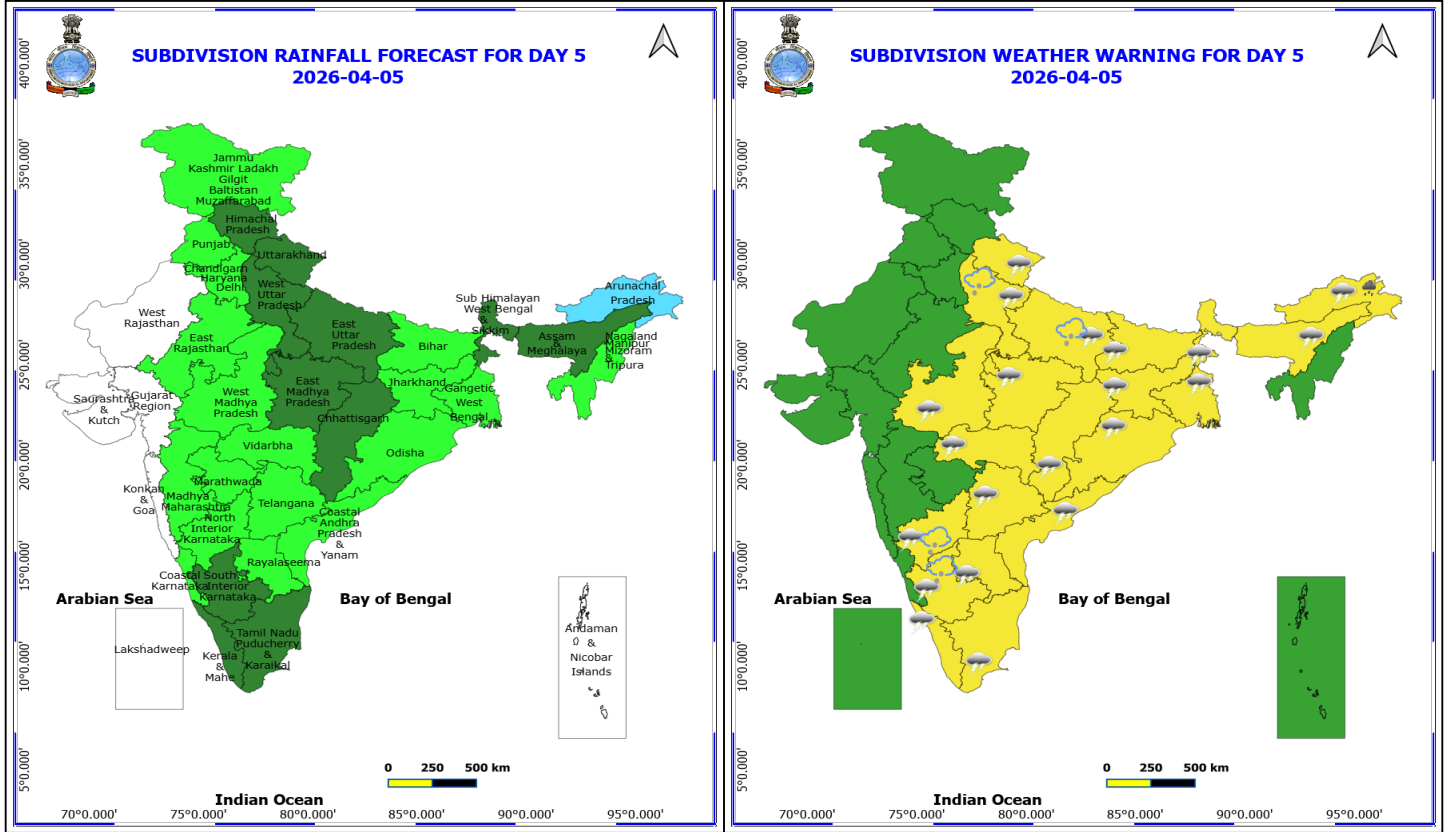 SUBDIVISION RAINFALL FORECAST FOR DAY 5
2026-04-05
40°0.000'
35°0.000'
30°0.000'
25°0.000'
20°0.000'
15°0.000'
10°0.000'
5°0.000'
Jammu
Kashmir Ladakh
Gilgit
Baltistan
Muzaffarabad
Himachal
Pradesh
Punjab
Uttarakhand
Chandigarh
Haryana
Delhi
West
Uttar
Pradesh
West
Rajasthan
East
Rajasthan
East
Uttar
Pradesh
Sub Himalayan
West Bengal
&
Sikkim
Arunachal
Pradesh
Assam
&
Meghalaya
Nagaland
Manipur
Mizoram
&
Tripura
Bihar
Jharkhand
Gangetic
West
Bengal
Saurashtra
&
Kutch
Gujarat
Region
West
Madhya
Pradesh
East
Madhya
Pradesh
Chhattisgarh
Vidarbha
Odisha
Konkan
&
Goa
Marathwada
Madhya
Maharashtra
North
Interior
Karnataka
Telangana
Coastal
Andhra
Pradesh
&
Yanam
Rayalaseema
Coastal
Karnataka
South
Interior
Karnataka
Arabian Sea
Bay of Bengal
Lakshadweep
Kerala
&
Mahe
Tamil Nadu
Puducherry
&
Karaikal
Andaman
&
Nicobar
Islands
0 250 500 km
Indian Ocean
70°0.000' 75°0.000' 80°0.000' 85°0.000' 90°0.000' 95°0.000'
SUBDIVISION WEATHER WARNING FOR DAY 5
2026-04-05
40°0.000'
35°0.000'
30°0.000'
25°0.000'
20°0.000'
15°0.000'
10°0.000'
5°0.000'
Arabian Sea
Bay of Bengal
0 250 500 km
Indian Ocean
70°0.000' 75°0.000' 80°0.000' 85°0.000' 90°0.000' 95°0.000'